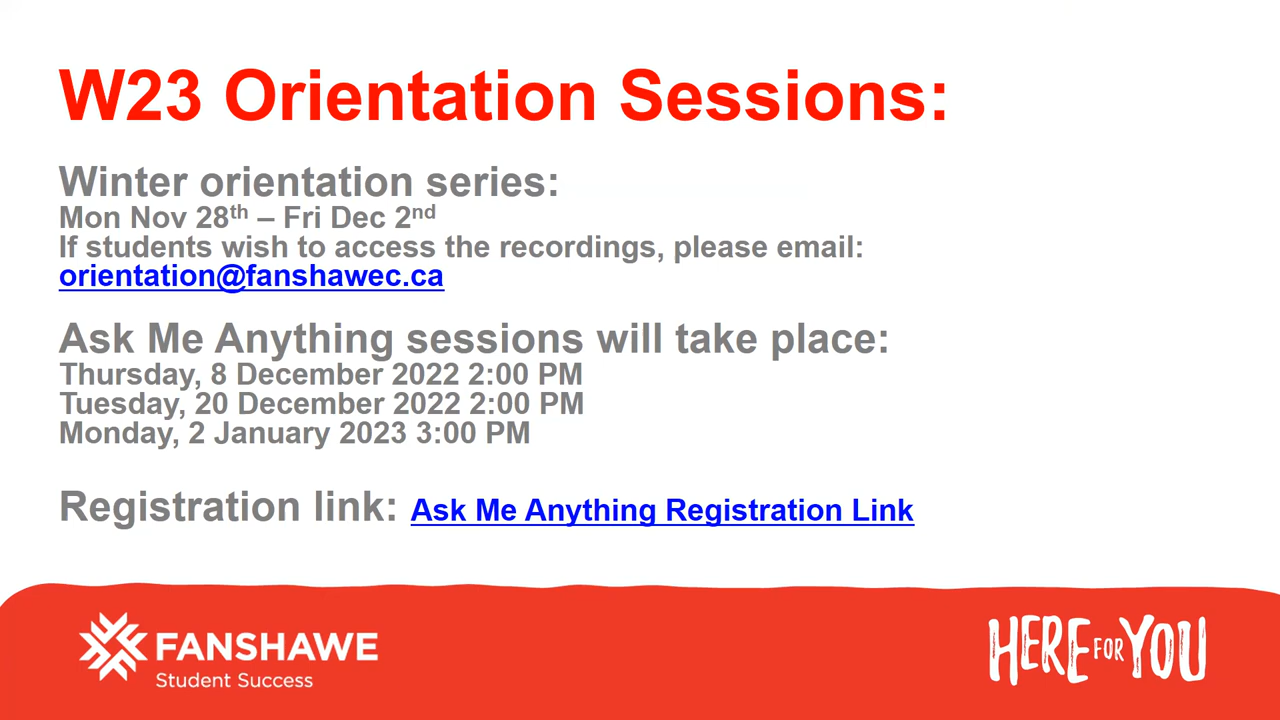 W23 Orientation Sessions:
Winter orientation series:
Mon Nov 28th – Fri Dec 2nd
If students wish to access the recordings, please email:
orientation@fanshawec.ca
Ask Me Anything sessions will take place:
Thursday, 8 December 2022 2:00 PM
Tuesday, 20 December 2022 2:00 PM
Monday, 2 January 2023 3:00 PM
Registration link: Ask Me Anything Registration Link
FANSHAWE
Student Success
HERE FOR YOU